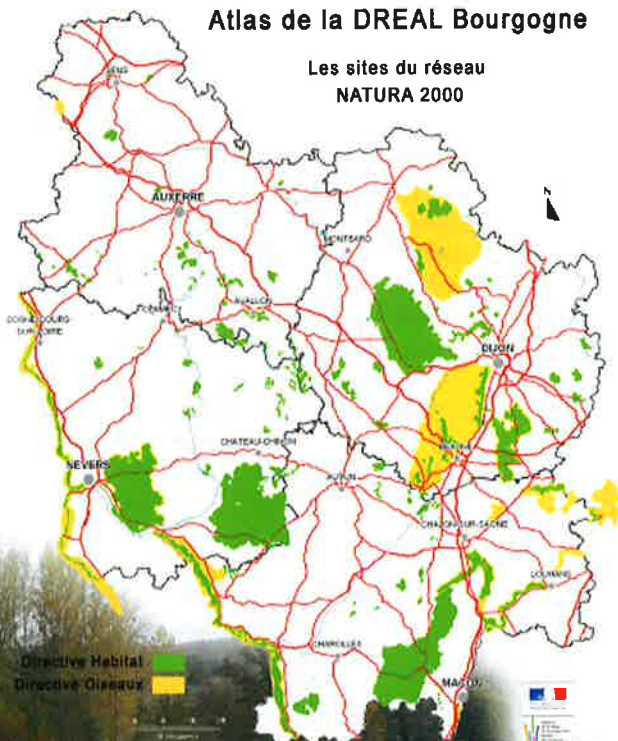 Atlas de la DREAL Bourgogne
Les sites du réseau
NATURA 2000
SENS
AUXERRE
MONTBARD
AVALLON
CLAMECY
COSNE-COURS-
SUR-LOIRE
DIJON
BEAUNE
CHATEAU-CHINON
NEVERS
AUTUN
CHALON-SUR-SAONE
LOUHANS
CHAROLLES
MACON
N
Directive Habitat
Directive Oiseaux